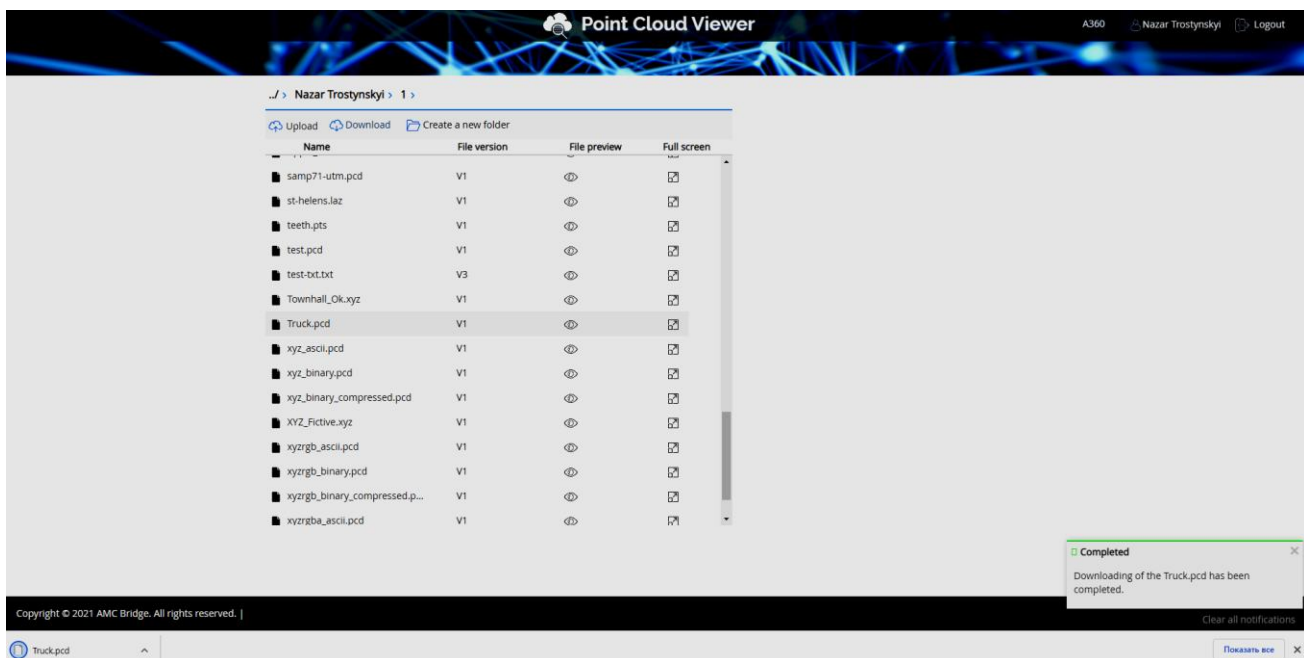 Point Cloud Viewer
A360 Nazar Trostynskyi Logout
../ > Nazar Trostynskyi > 1 >
Upload Download Create a new folder
Name File version File preview Full screen
samp71-utm.pcd V1
st-helens.laz V1
teeth.pts V1
test.pcd V1
test-txt.txt V3
Townhall_Ok.xyz V1
Truck.pcd V1
xyz_ascii.pcd V1
xyz_binary.pcd V1
xyz_binary_compressed.pcd V1
XYZ_Fictive.xyz V1
xyzrgb_ascii.pcd V1
xyzrgb_binary.pcd V1
xyzrgb_binary_compressed.p... V1
xyzrgba_ascii.pcd V1
Completed
Downloading of the Truck.pcd has been
completed.
Copyright © 2021 AMC Bridge. All rights reserved. |
Clear all notifications
Truck.pcd
Показать все